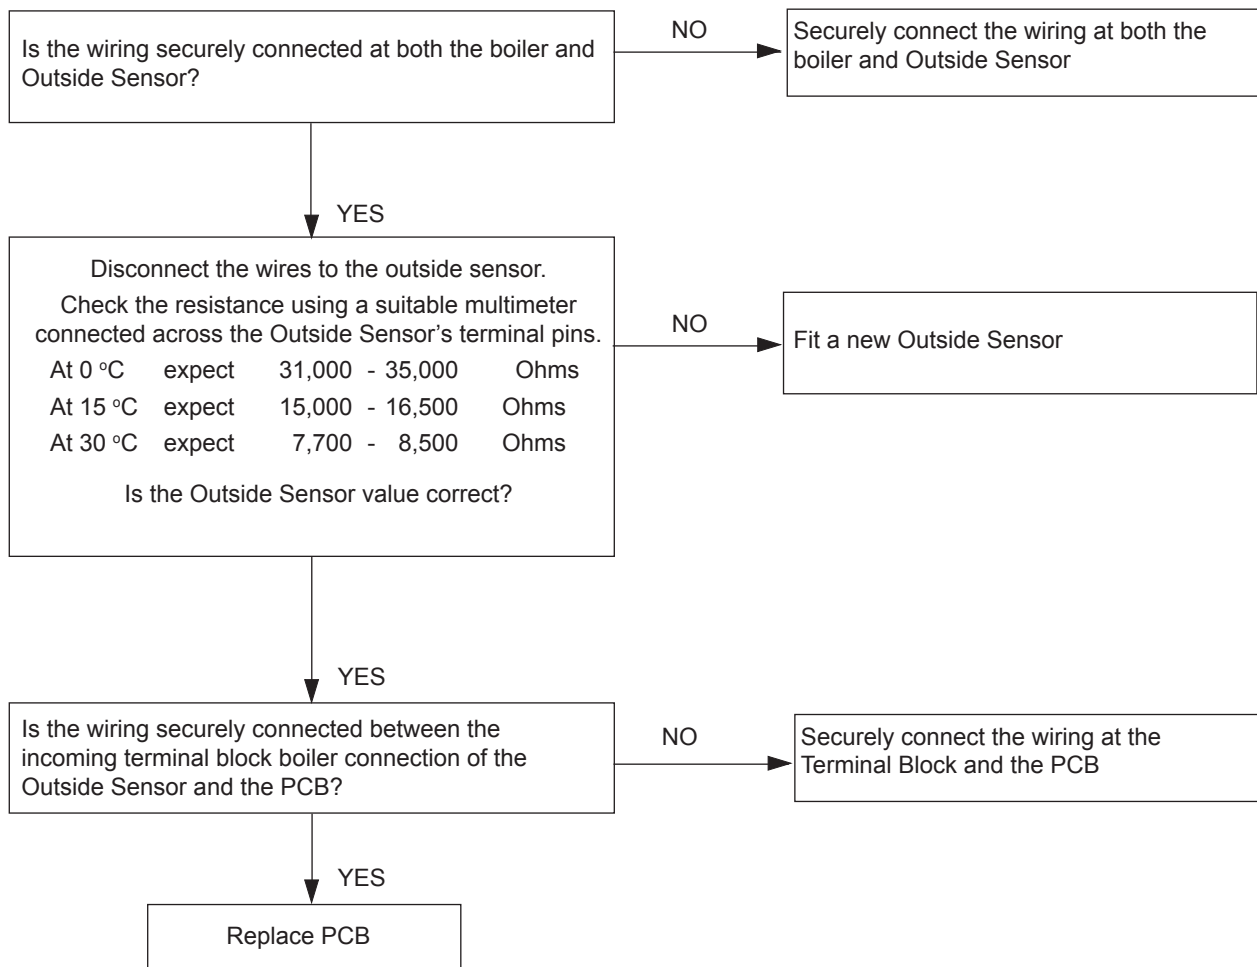 Is the wiring securely connected at both the boiler and
Outside Sensor?
NO
Securely connect the wiring at both the
boiler and Outside Sensor
YES
Disconnect the wires to the outside sensor.
Check the resistance using a suitable multimeter
connected across the Outside Sensor’s terminal pins.
At 0 °C expect 31,000 - 35,000 Ohms
At 15 °C expect 15,000 - 16,500 Ohms
At 30 °C expect 7,700 - 8,500 Ohms
Is the Outside Sensor value correct?
NO
Fit a new Outside Sensor
YES
Is the wiring securely connected between the
incoming terminal block boiler connection of the
Outside Sensor and the PCB?
NO
Securely connect the wiring at the
Terminal Block and the PCB
YES
Replace PCB